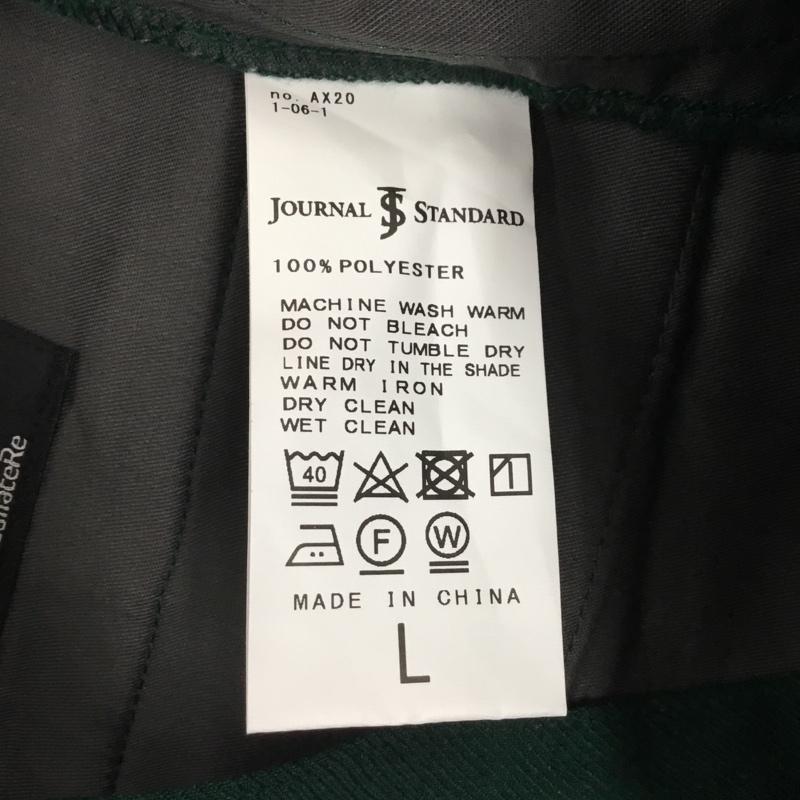 no. AX20
1-06-1
JOURNAL JS STANDARD
100% POLYESTER
MACHINE WASH WARM
DO NOT BLEACH
DO NOT TUMBLE DRY
LINE DRY IN THE SHADE
WARM IRON
DRY CLEAN
WET CLEAN
40
F W
MADE IN CHINA
L